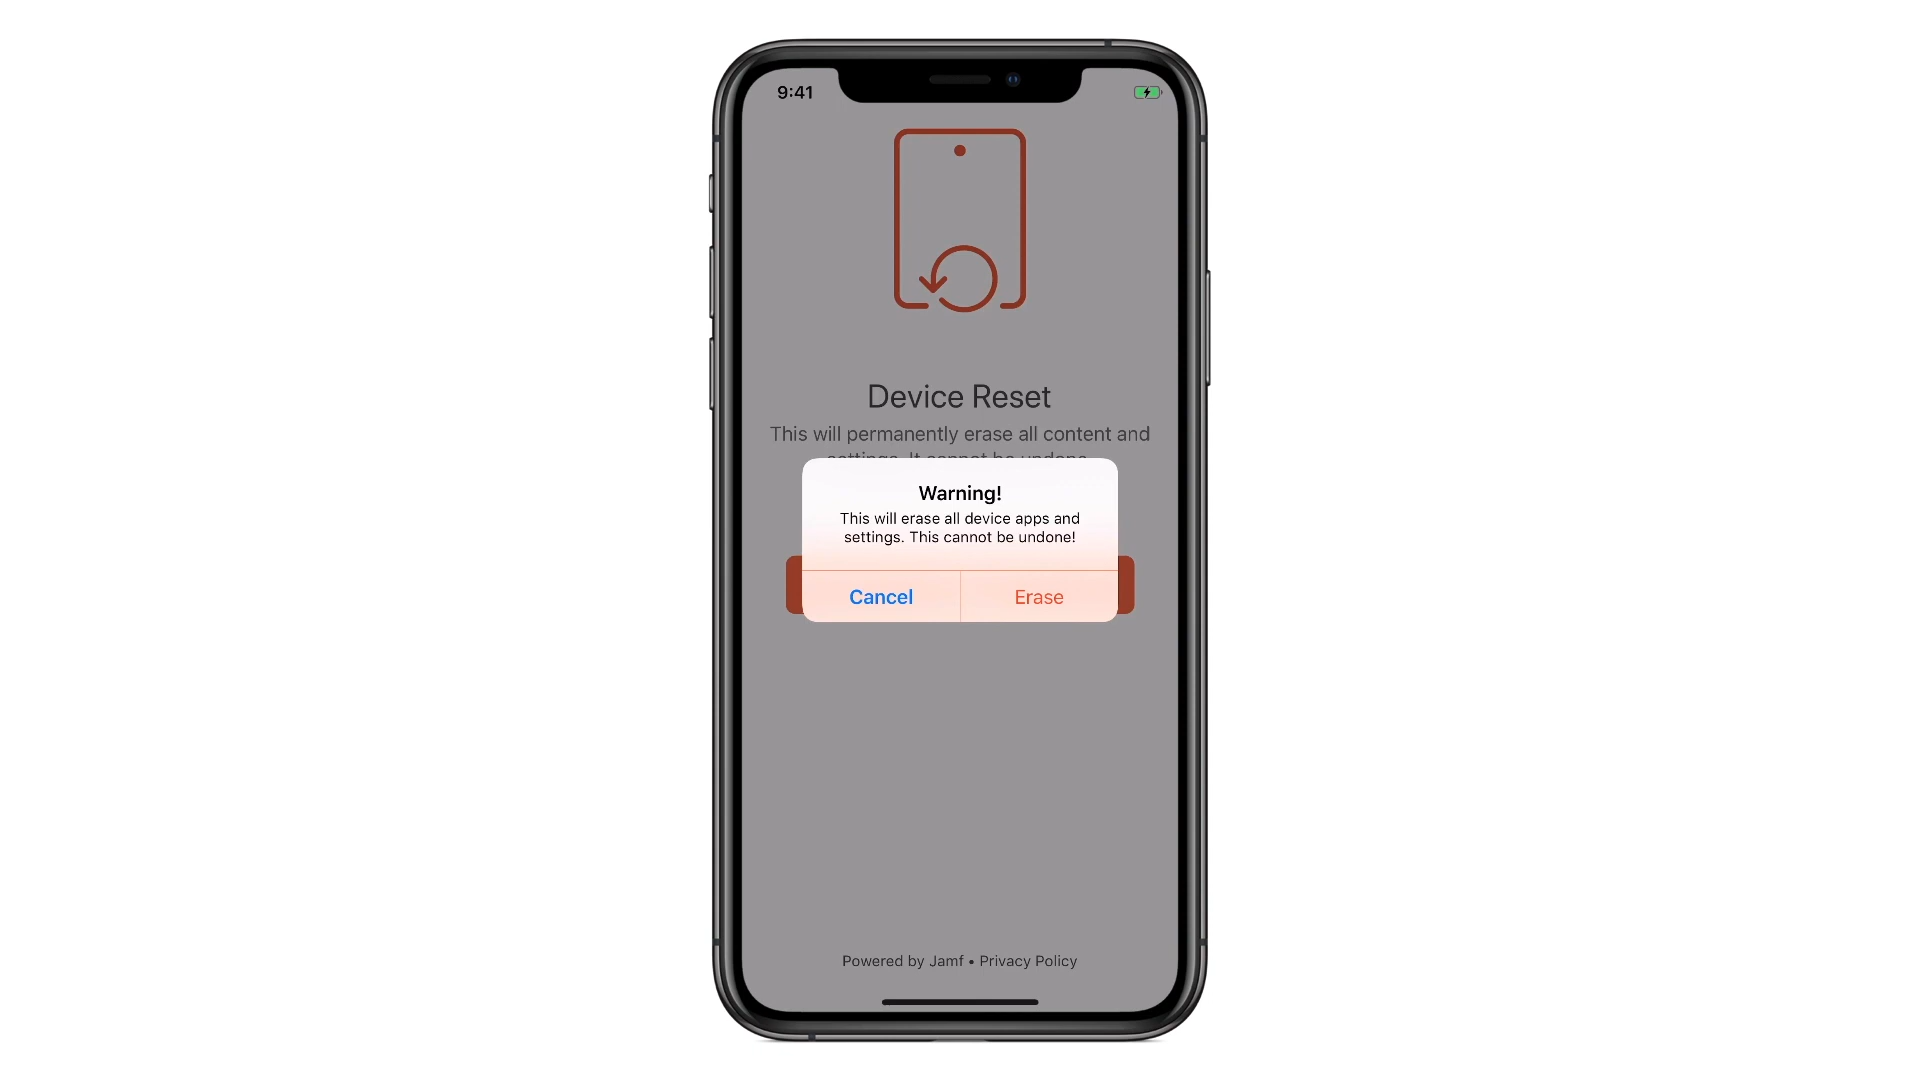 9:41
Device Reset
This will permanently erase all content and
settings. It cannot be undone.
Warning!
This will erase all device apps and
settings. This cannot be undone!
Cancel
Erase
Powered by Jamf • Privacy Policy